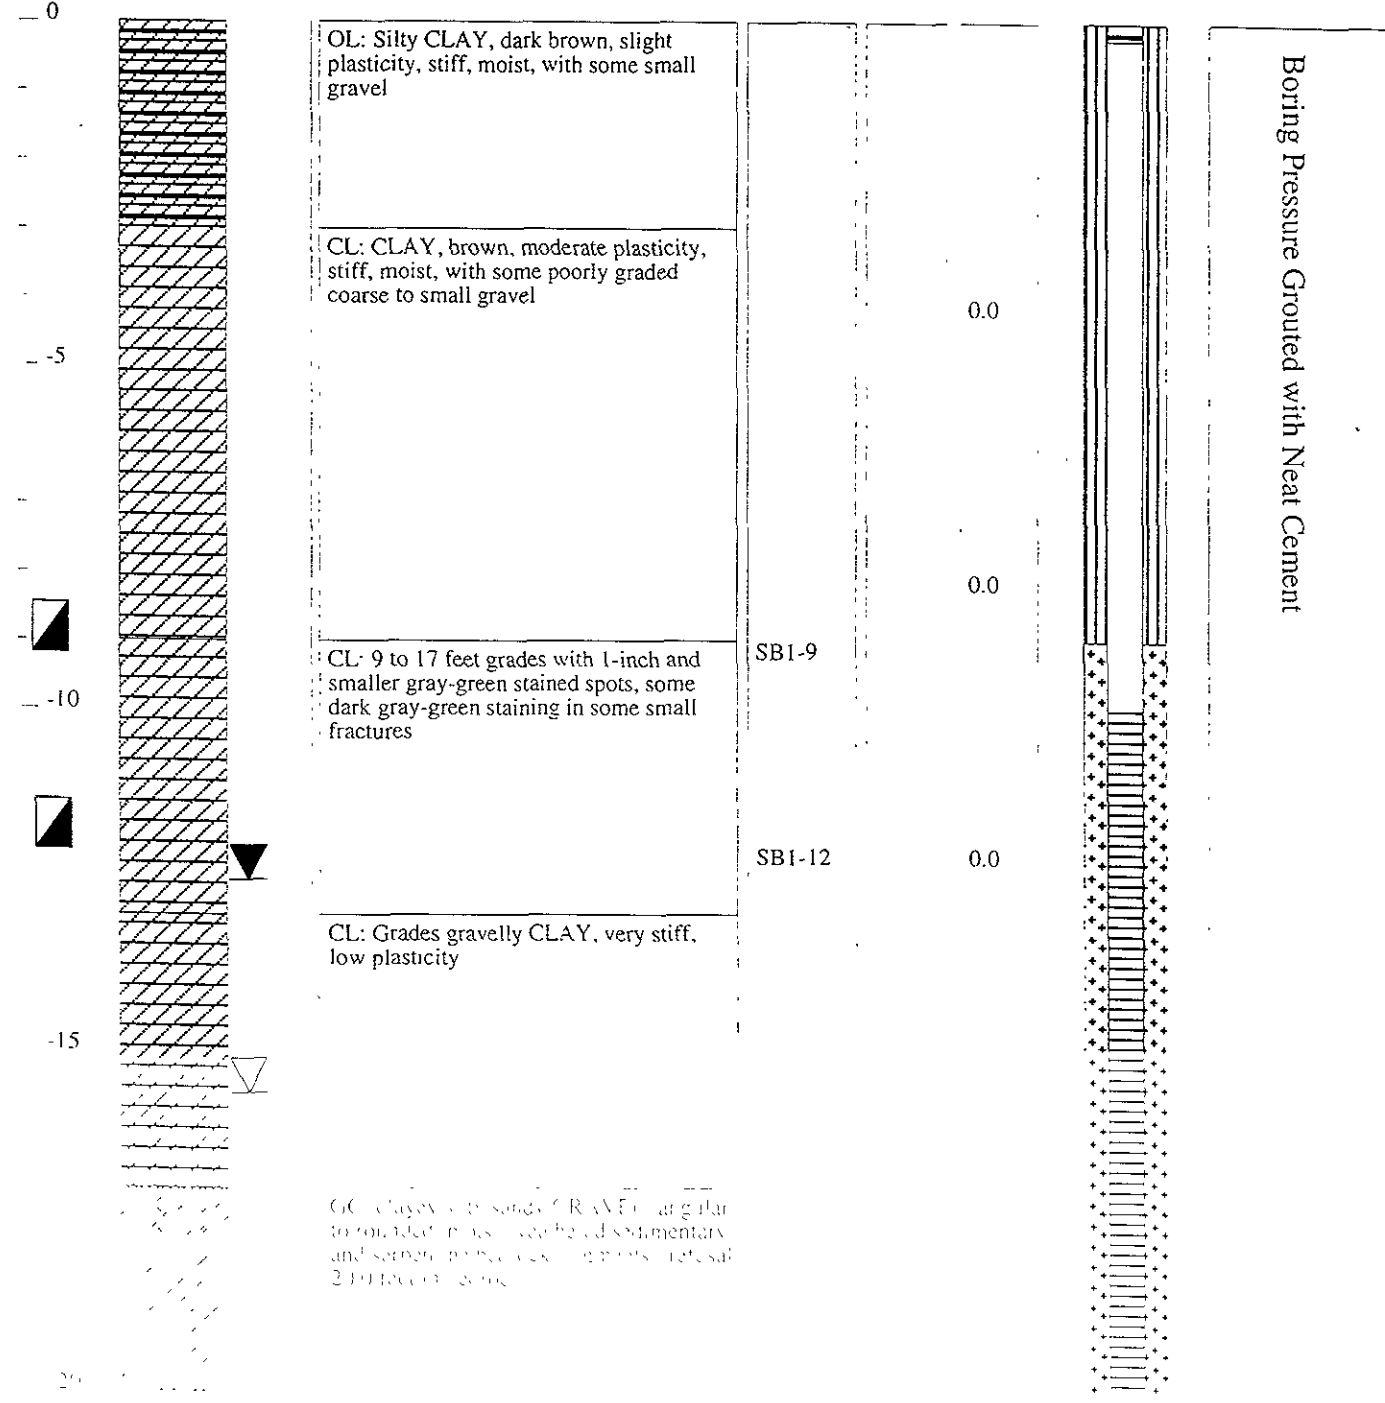 0
OL: Silty CLAY, dark brown, slight
plasticity, stiff, moist, with some small
gravel
CL: CLAY, brown, moderate plasticity,
stiff, moist, with some poorly graded
coarse to small gravel
0.0
-5
0.0
CL: 9 to 17 feet grades with 1-inch and
smaller gray-green stained spots, some
dark gray-green staining in some small
fractures
SB1-9
-10
SB1-12
0.0
CL: Grades gravelly CLAY, very stiff,
low plasticity
-15
sedimentary
and
refusal
Boring Pressure Grouted with Neat Cement